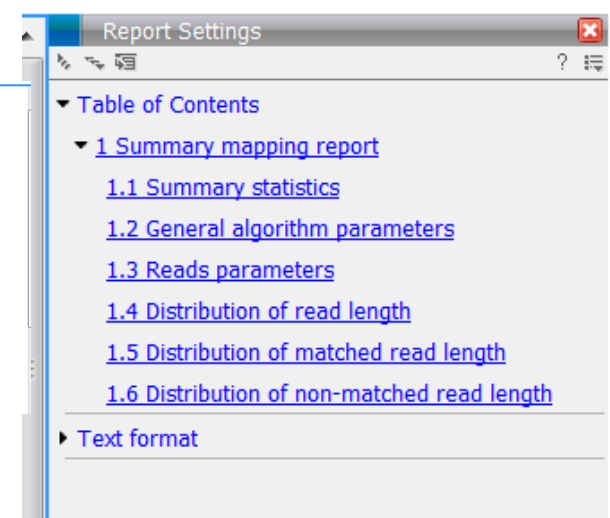 Report Settings
?
Table of Contents
1 Summary mapping report
1.1 Summary statistics
1.2 General algorithm parameters
1.3 Reads parameters
1.4 Distribution of read length
1.5 Distribution of matched read length
1.6 Distribution of non-matched read length
Text format